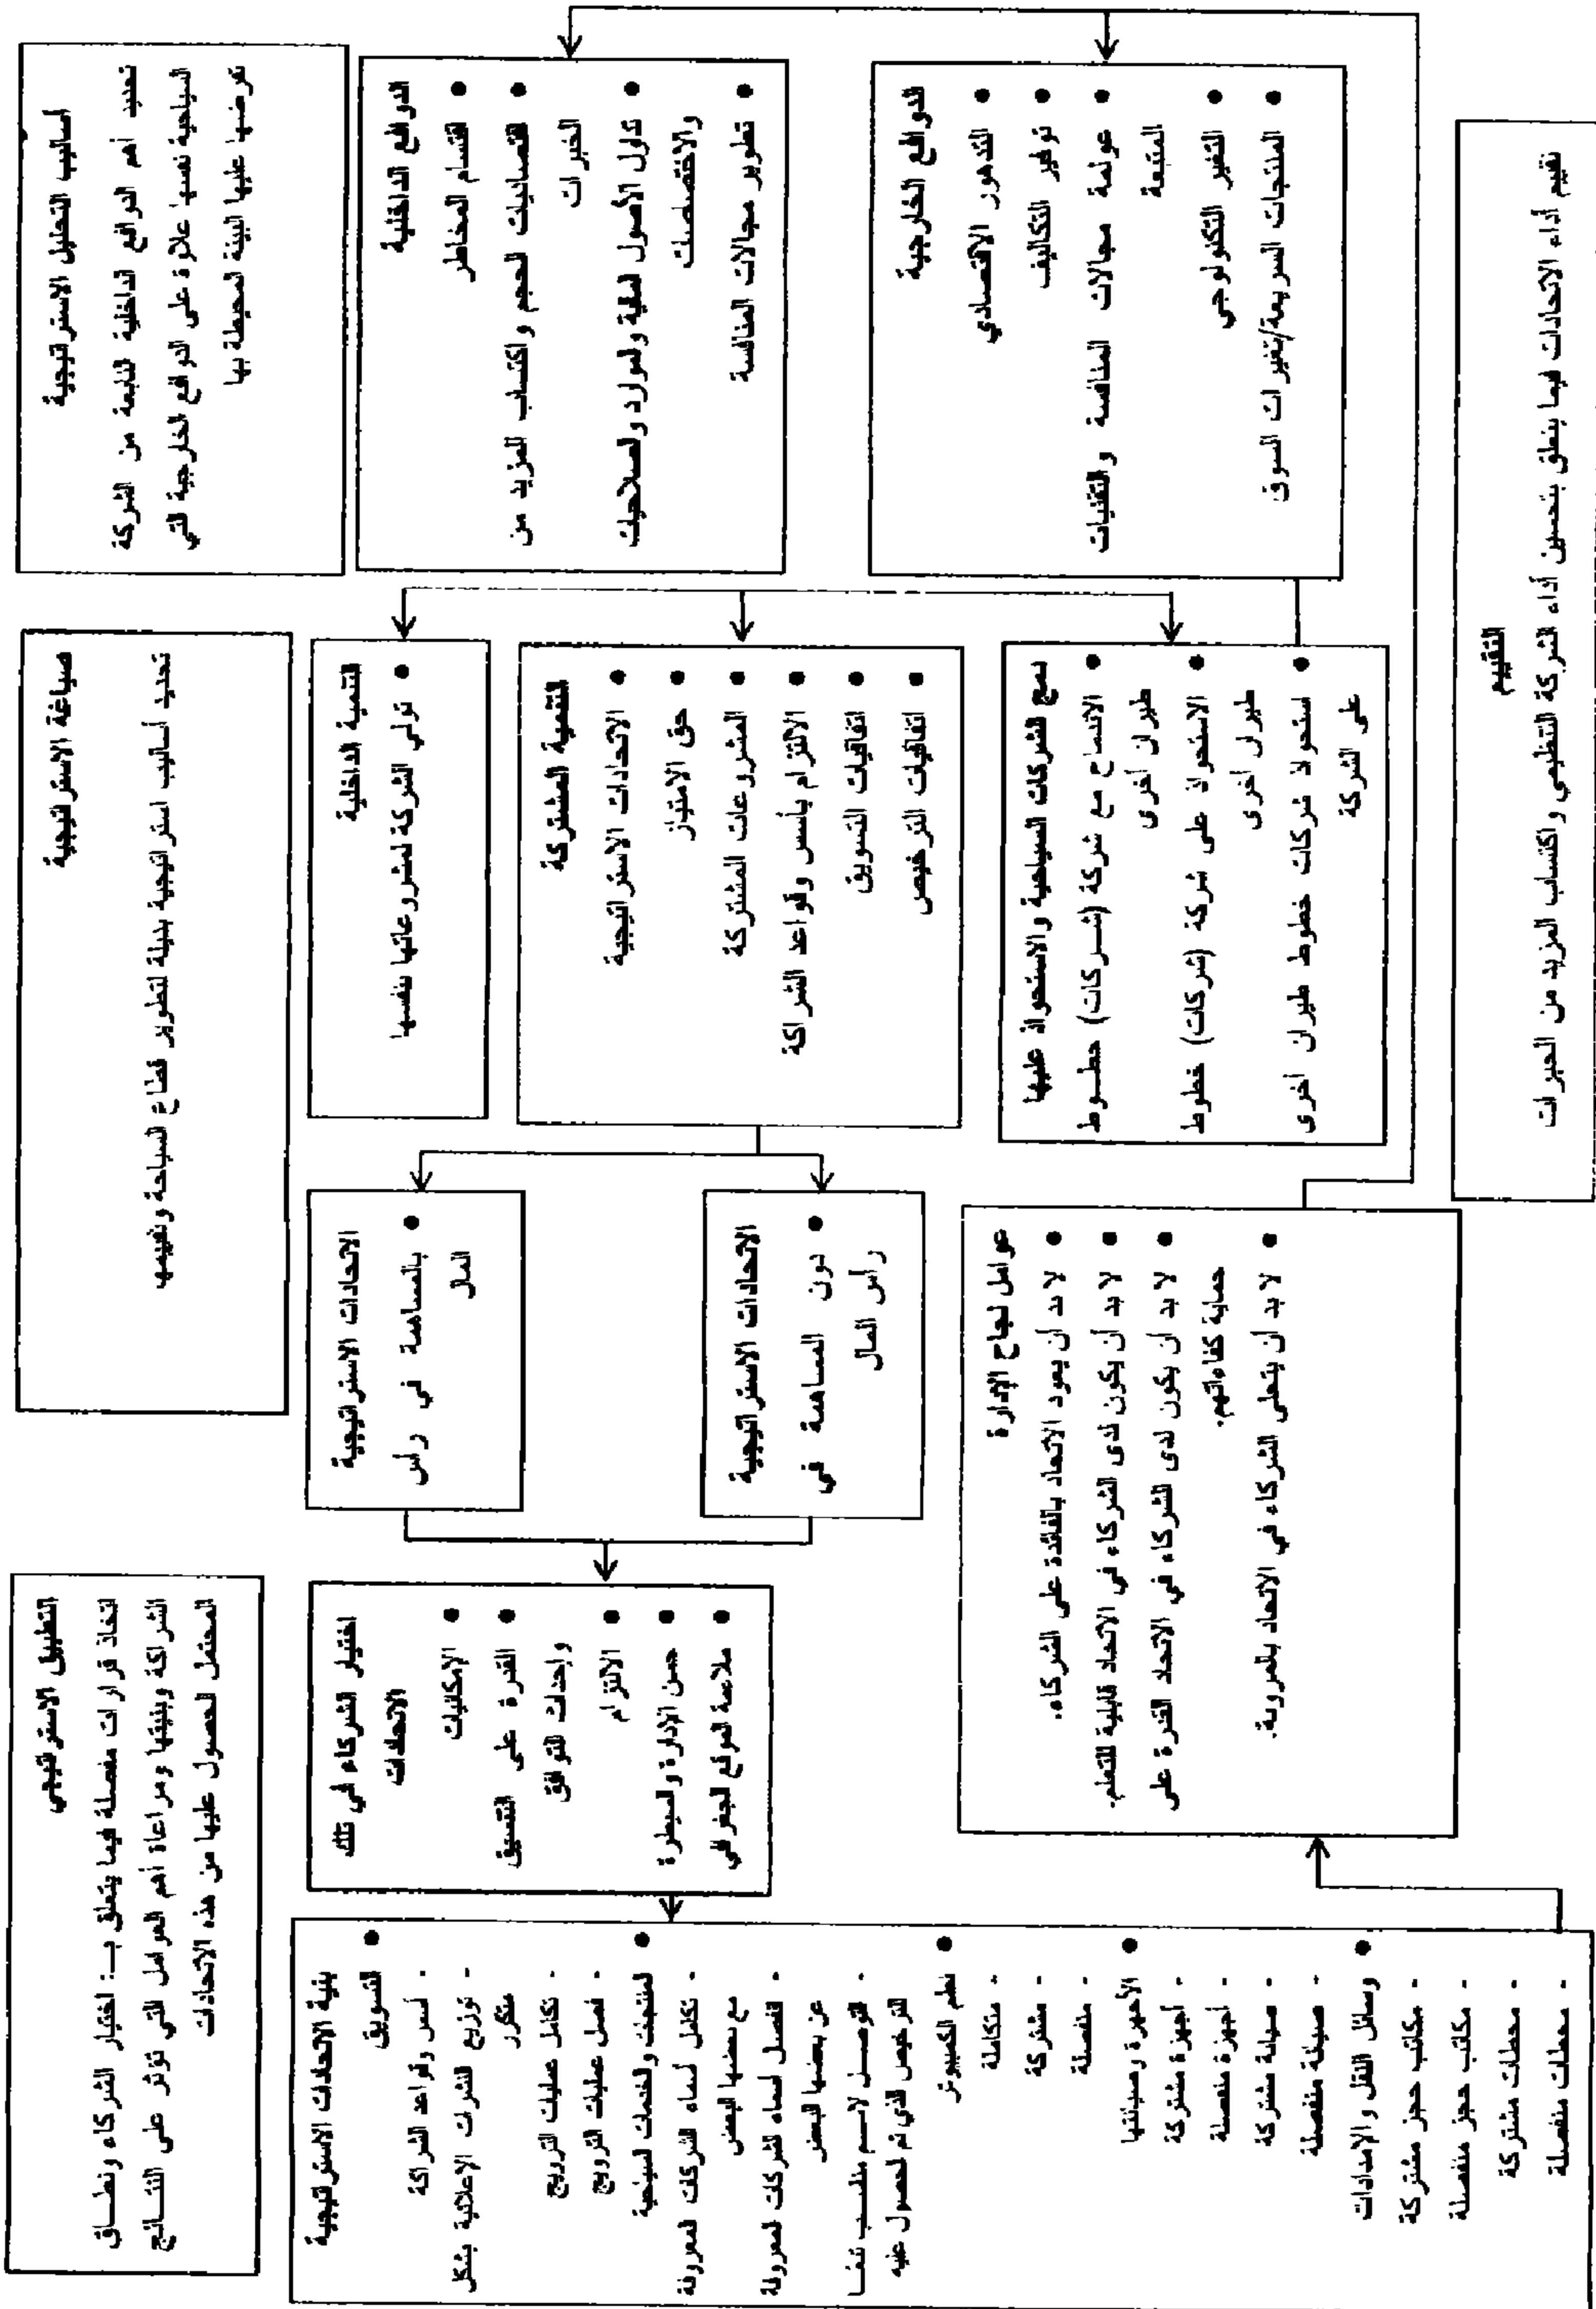 أساليب التحليل الاستراتيجية
تحديد أهم الدوافع الداخلية النابعة من الشركة
السياحية نفسها علاوة على الدوافع الخارجية التي
تفرضها عليها البيئة المحيطة بها
الدوافع الداخلية
• اقتسام المخاطر
• اقتصاديات الحجم واكتساب المزيد من
الخبرات
• تداول الأصول الفنية والموارد والصلاحيات
والاختصاصات
• تطوير مجالات المنافسة
الدوافع الخارجية
• التدهور الاقتصادي
• توفير التكاليف
• عولمة مجالات المنافسة والتقنيات
المتبعة
• التغير التكنولوجي
• المنتجات السريعة/تغيرات السوق
صياغة الاستراتيجية
تحديد أساليب استراتيجية بديلة لتطوير قطاع السياحة وتقييمها
التنمية الداخلية
• تولي الشركة لمشروعاتها بنفسها
التنمية المشتركة
• الاتحادات الاستراتيجية
• حق الامتياز
• المشروعات المشتركة
• الالتزام بأسس وقواعد الشراكة
• اتفاقيات التسويق
• اتفاقيات الترخيص
دمج الشركات السياحية والاستحواذ عليها
• الاندماج مع شركة (شركات) خطوط
طيران أخرى
• الاستحواذ على شركة (شركات) خطوط
طيران أخرى
• استحواذ شركات خطوط طيران أخرى
على الشركة
الاتحادات الاستراتيجية
• بالمساهمة في رأس
المال
الاتحادات الاستراتيجية
• دون المساهمة في
رأس المال
التطبيق الاستراتيجي
اتخاذ قرارات مفصلة فيما يتعلق بـ: اختيار الشركاء ونطاق
الشراكة وبنيتها ومراعاة أهم العوامل التي تؤثر على النتائج
المحتمل الحصول عليها من هذه الاتحادات
اختيار الشركاء في تلك
الاتحادات
• الإمكانيات
• القدرة على التنسيق
وإحداث التوافق
• الالتزام
• حسن الإدارة والسيطرة
• ملاءمة الموقع الجغرافي
بنية الاتحادات الاستراتيجية
• التسويق
- أسس وقواعد الشراكة
- توزيع النشرات الإعلانية بشكل
متكرر
- تكامل عمليات الترويج
- فصل عمليات الترويج
• المنتجات والخدمات السياحية
- تكامل أسماء الشركات المعروفة
مع بعضها البعض
- انفصال أسماء الشركات المعروفة
عن بعضها البعض
- التوصل لاسم مناسب تبعًا
للترخيص الذي تم الحصول عليه
• نظم الكمبيوتر
- متكاملة
- مشتركة
- منفصلة
• الأجهزة وصيانتها
- أجهزة مشتركة
- أجهزة منفصلة
- صيانة مشتركة
- صيانة منفصلة
• وسائل النقل والإمدادات
- مكاتب حجز مشتركة
- مكاتب حجز منفصلة
- محطات مشتركة
- محطات منفصلة
عوامل نجاح الإدارة
• لا بد أن يعود الاتحاد بالفائدة على الشركاء.
• لا بد أن يكون لدى الشركاء في الاتحاد قابلية للتعلم.
• لا بد أن يكون لدى الشركاء في الاتحاد القدرة على
حماية كفاءاتهم.
• لا بد أن يتحلى الشركاء في الاتحاد بالمرونة.
التقييم
تقييم أداء الاتحادات فيما يتعلق بتحسين أداء الشركة التنظيمي واكتساب المزيد من الخبرات